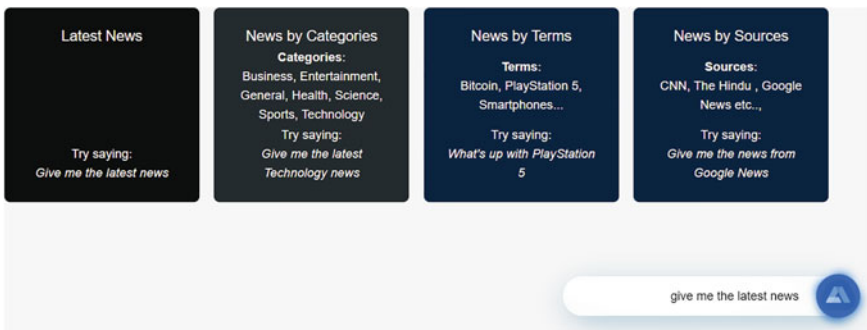 Latest News
Try saying:
Give me the latest news
News by Categories
Categories:
Business, Entertainment,
General, Health, Science,
Sports, Technology
Try saying:
Give me the latest
Technology news
News by Terms
Terms:
Bitcoin, PlayStation 5,
Smartphones...
Try saying:
What's up with PlayStation
5
News by Sources
Sources:
CNN, The Hindu , Google
News etc..,
Try saying:
Give me the news from
Google News
give me the latest news